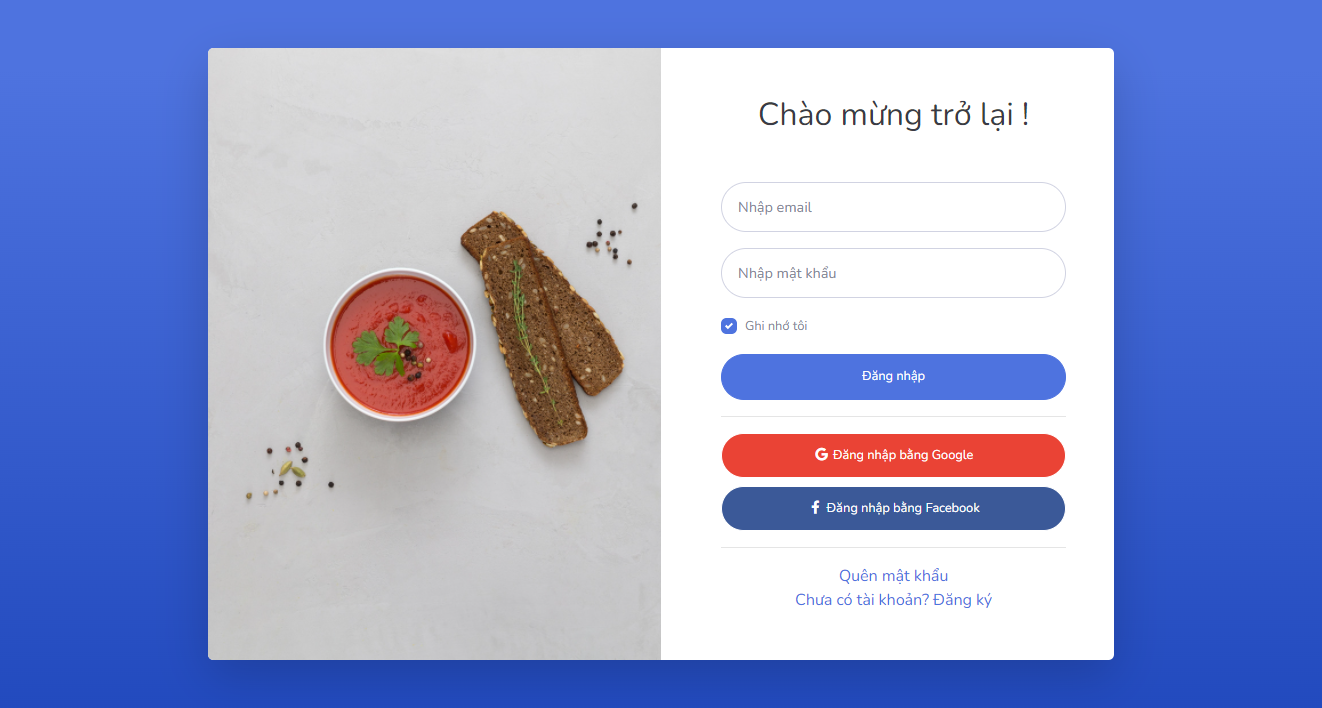 Chào mừng trở lại !
Nhập email
Nhập mật khẩu
Ghi nhớ tôi
Đăng nhập
Đăng nhập bằng Google
Đăng nhập bằng Facebook
Quên mật khẩu
Chưa có tài khoản? Đăng ký